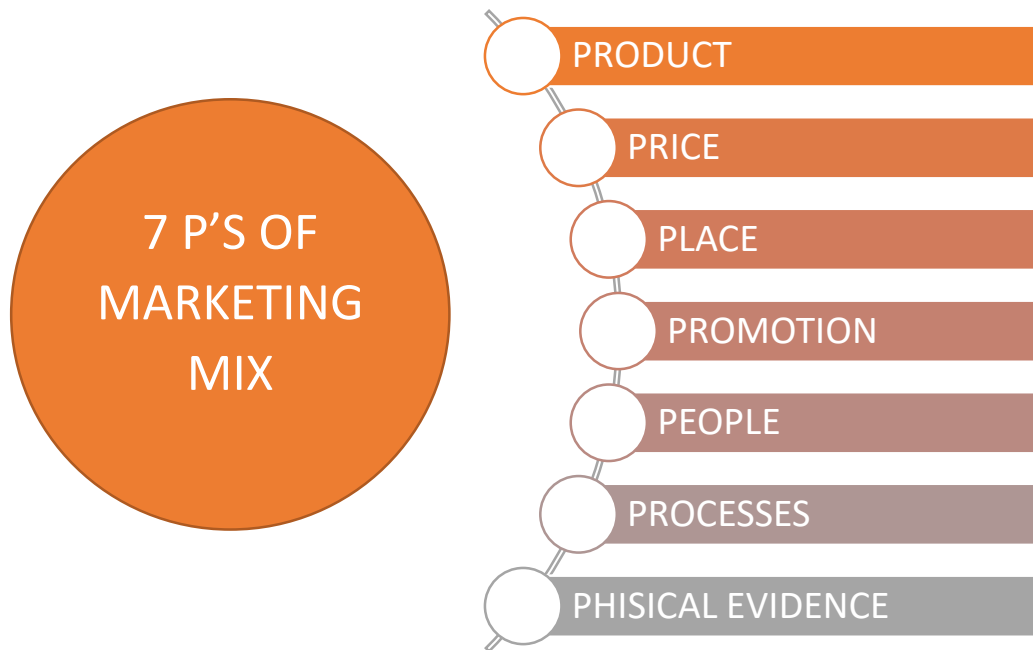 7 P’S OF
MARKETING
MIX
PRODUCT
PRICE
PLACE
PROMOTION
PEOPLE
PROCESSES
PHISICAL EVIDENCE